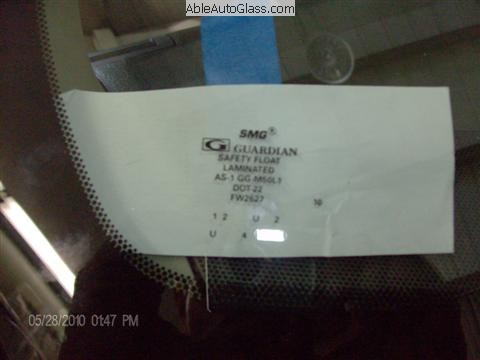 AbleAutoGlass.com
SMG®
G GUARDIAN
SAFETY FLOAT
LAMINATED
AS-1 GG-M50L1
DOT-22
FW2627
16
1 2 U 2
U 4
05/28/2010 01:47 PM